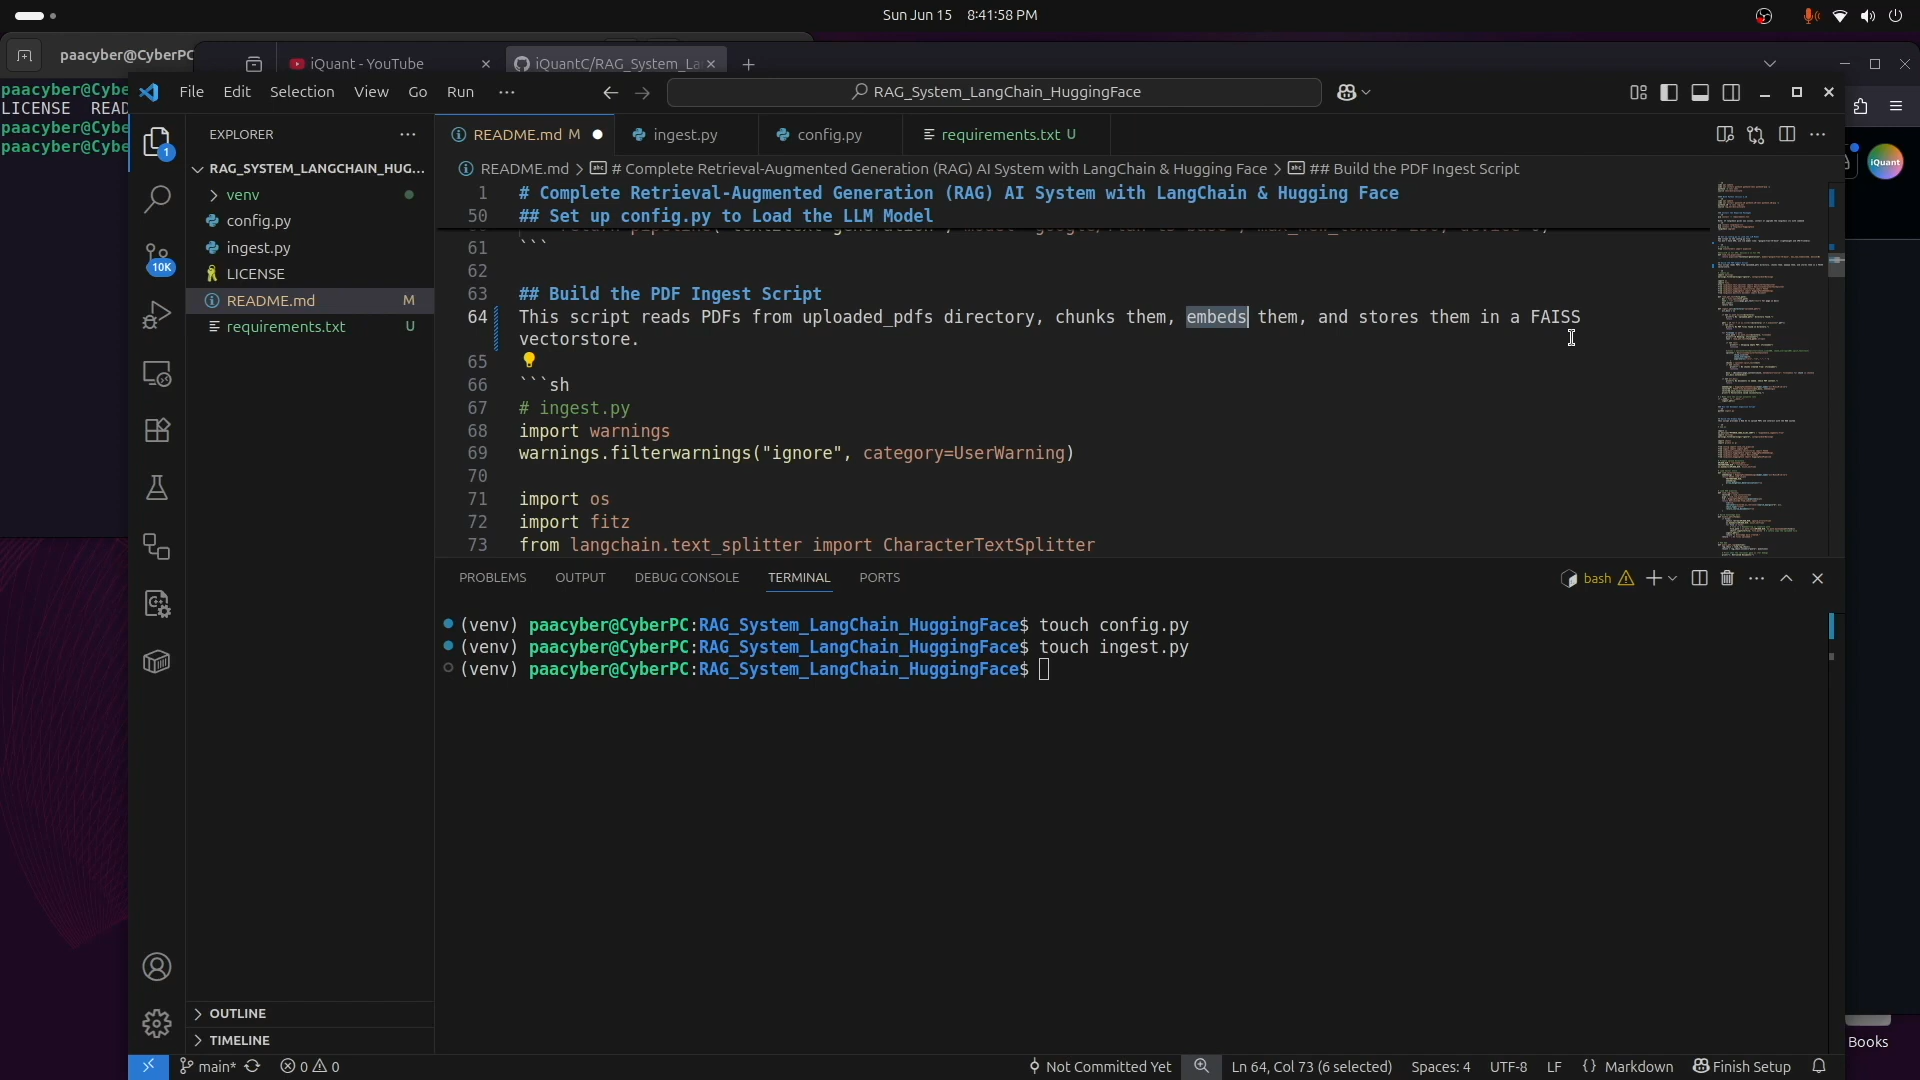 Sun Jun 15 8:41:58 PM
paacyber@CyberPC
iQuant - YouTube
iQuantC/RAG_System_La
paacyber@Cybe
LICENSE READ
paacyber@Cybe
paacyber@Cybe
File Edit Selection View Go Run ...
RAG_System_LangChain_HuggingFace
EXPLORER
README.md M
ingest.py
config.py
requirements.txt U
README.md > # Complete Retrieval-Augmented Generation (RAG) AI System with LangChain & Hugging Face > ## Build the PDF Ingest Script
RAG_SYSTEM_LANGCHAIN_HUG...
venv
config.py
ingest.py
LICENSE
README.md M
requirements.txt U
1 # Complete Retrieval-Augmented Generation (RAG) AI System with LangChain & Hugging Face
50 ## Set up config.py to Load the LLM Model
61 ```
62
63 ## Build the PDF Ingest Script
64 This script reads PDFs from uploaded_pdfs directory, chunks them, embeds them, and stores them in a FAISS
vectorstore.
65
66 ```sh
67 # ingest.py
68 import warnings
69 warnings.filterwarnings("ignore", category=UserWarning)
70
71 import os
72 import fitz
73 from langchain.text_splitter import CharacterTextSplitter
1
10K
iQuant
PROBLEMS OUTPUT DEBUG CONSOLE TERMINAL PORTS
bash
(venv) paacyber@CyberPC:RAG_System_LangChain_HuggingFace$ touch config.py
(venv) paacyber@CyberPC:RAG_System_LangChain_HuggingFace$ touch ingest.py
(venv) paacyber@CyberPC:RAG_System_LangChain_HuggingFace$
OUTLINE
TIMELINE
Books
main* 0 0
Not Committed Yet
Ln 64, Col 73 (6 selected) Spaces: 4 UTF-8 LF {} Markdown Finish Setup